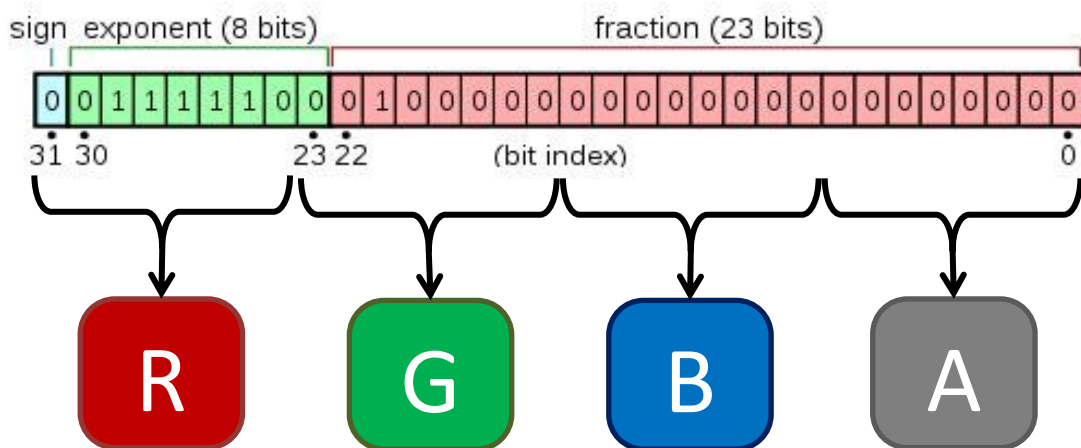 sign exponent (8 bits) fraction (23 bits)
0 0 1 1 1 1 1 0 0 0 1 0 0 0 0 0 0 0 0 0 0 0 0 0 0 0 0 0 0 0 0 0
31 30 23 22 (bit index) 0
R G B A